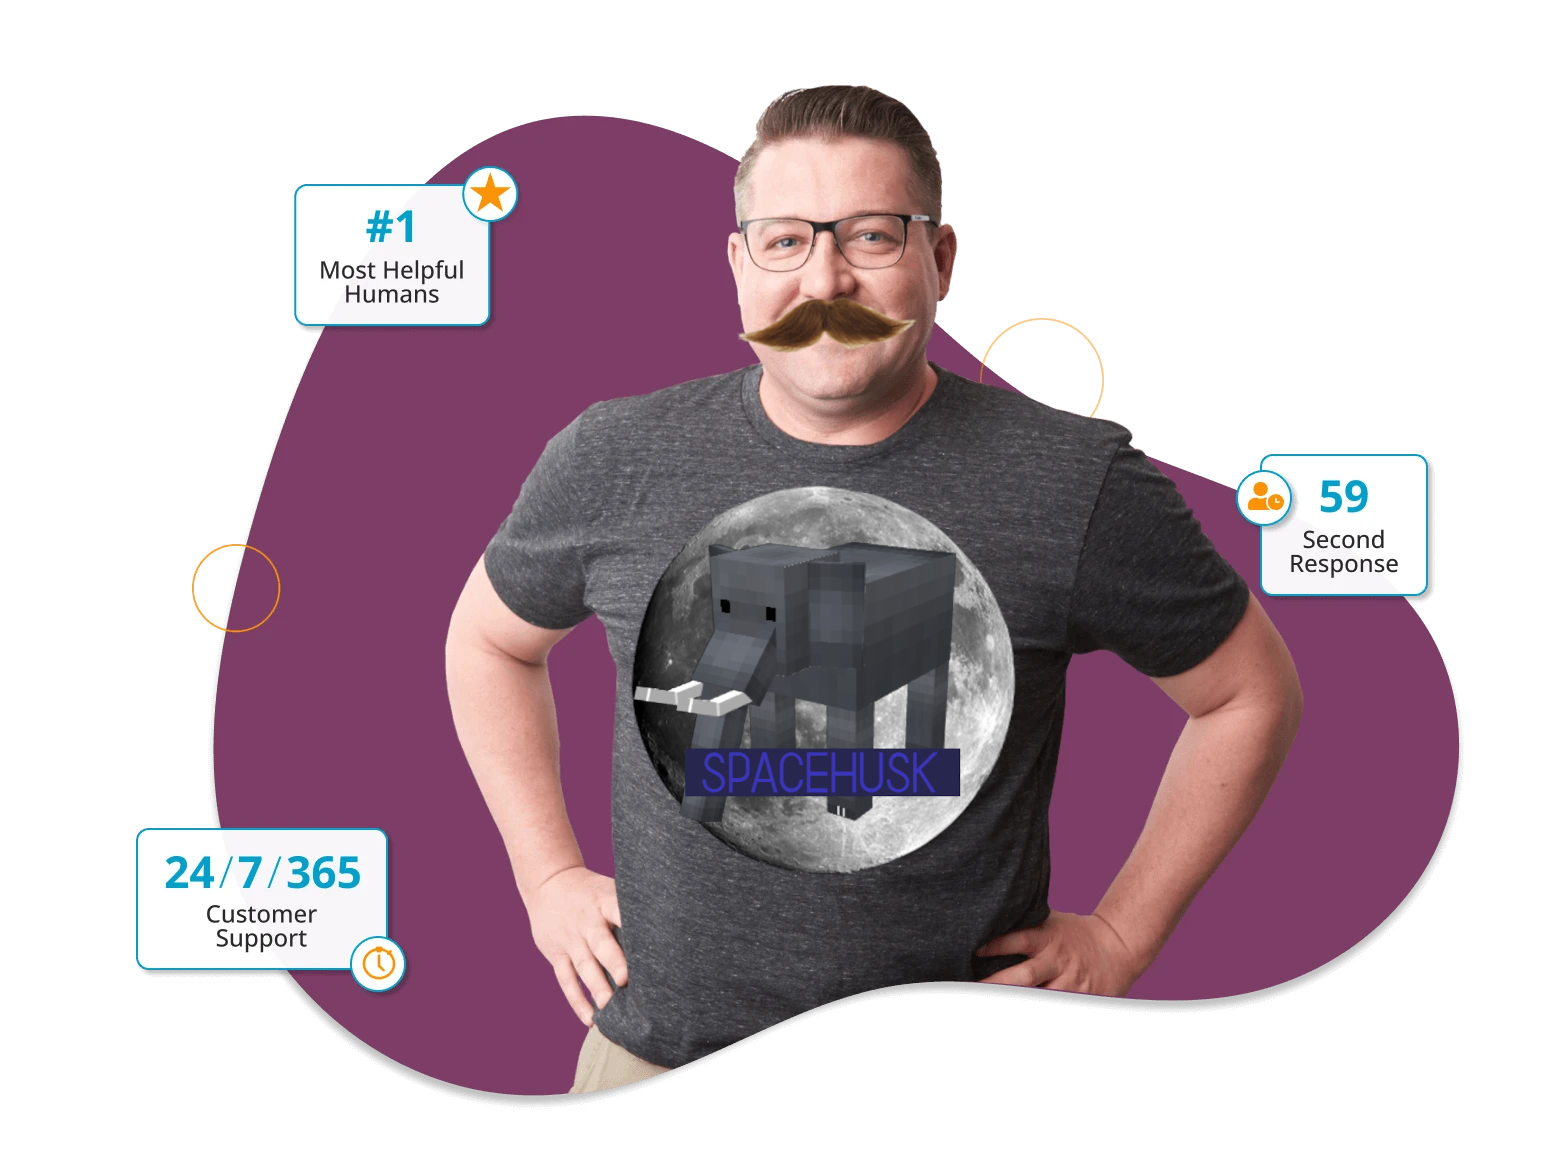 #1
Most Helpful
Humans
59
Second
Response
SPACEHUSK
24/7/365
Customer
Support